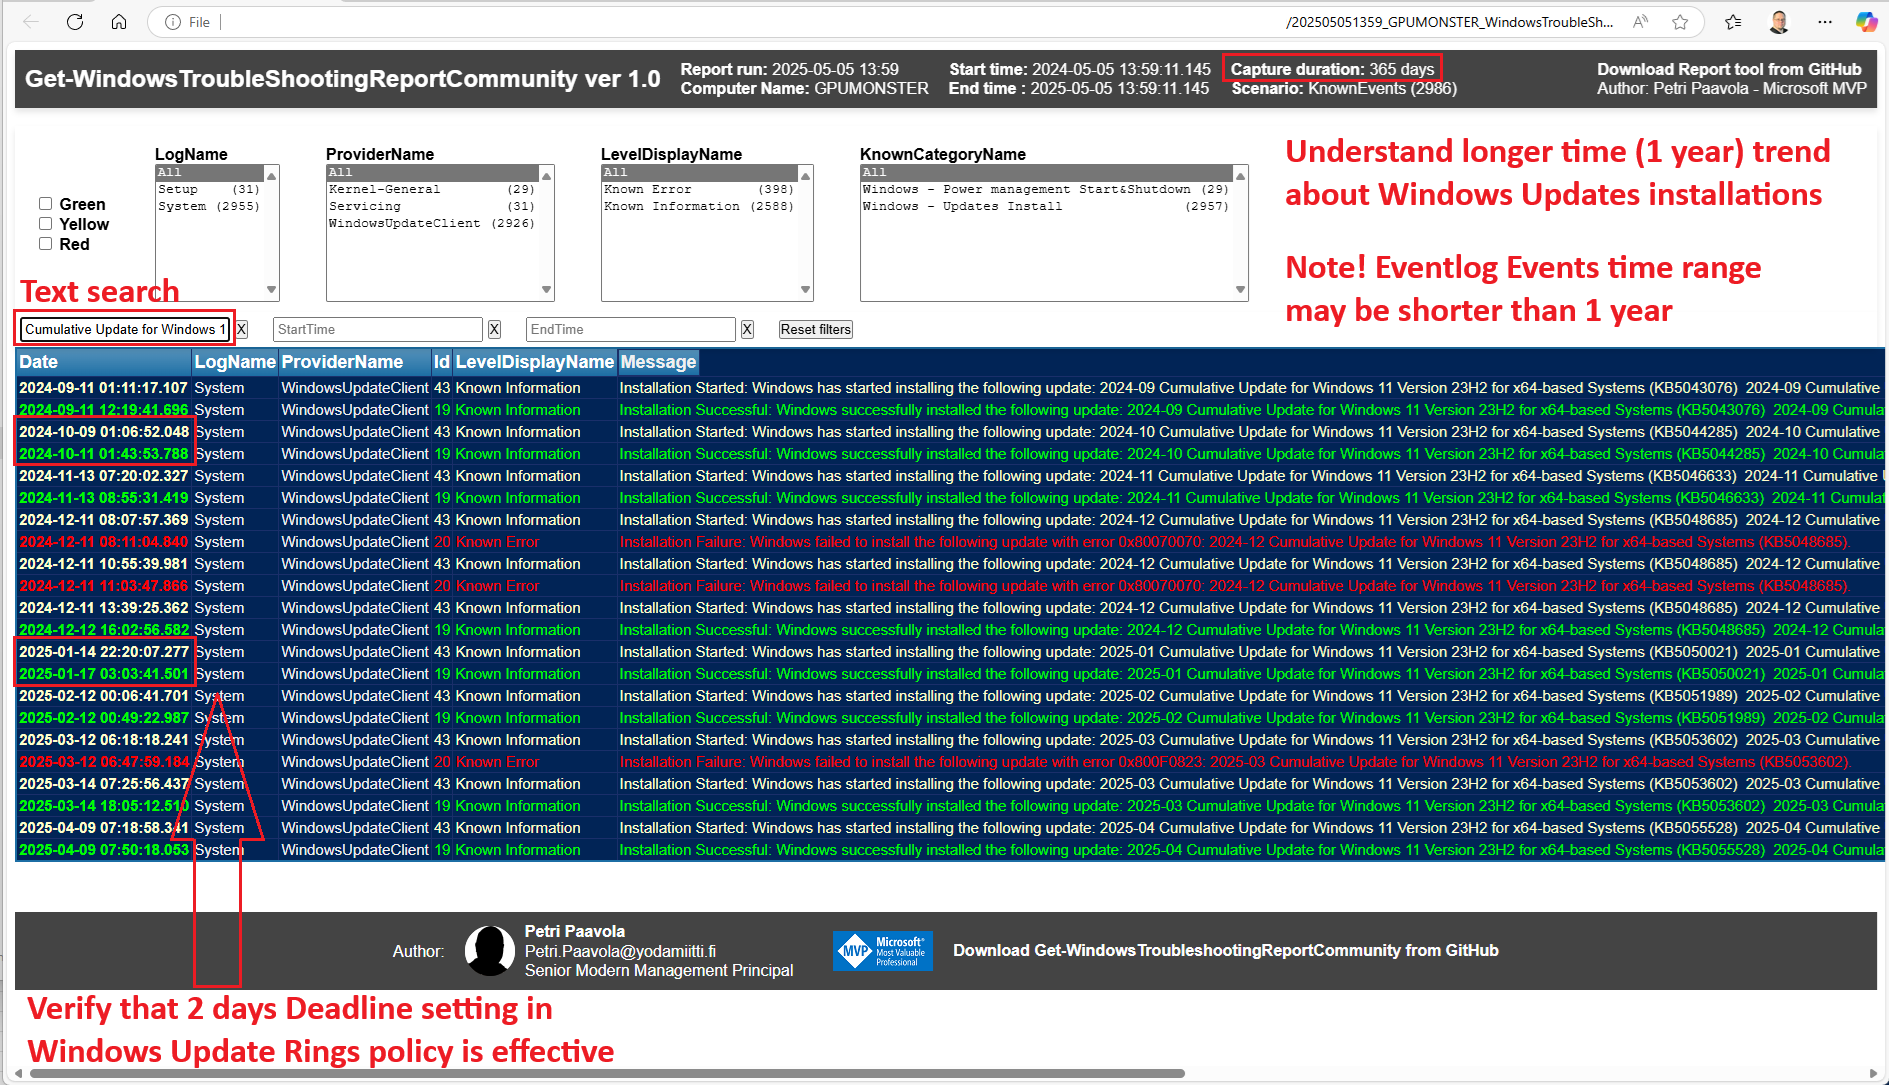 File
/202505051359_GPUMONSTER_WindowsTroubleSh...
Get-WindowsTroubleShootingReportCommunity ver 1.0
Report run: 2025-05-05 13:59
Computer Name: GPUMONSTER
Start time: 2024-05-05 13:59:11.145
End time : 2025-05-05 13:59:11.145
Capture duration: 365 days
Scenario: KnownEvents (2986)
Download Report tool from GitHub
Author: Petri Paavola - Microsoft MVP
Green
Yellow
Red
LogName
All
Setup (31)
System (2955)
ProviderName
All
Kernel-General (29)
Servicing (31)
WindowsUpdateClient (2926)
LevelDisplayName
All
Known Error (398)
Known Information (2588)
KnownCategoryName
All
Windows - Power management Start&Shutdown (29)
Windows - Updates Install (2957)
Understand longer time (1 year) trend
about Windows Updates installations
Note! Eventlog Events time range
may be shorter than 1 year
Text search
Cumulative Update for Windows 1 X StartTime X EndTime X Reset filters
Date LogName ProviderName Id LevelDisplayName Message
2024-09-11 01:11:17.107 System WindowsUpdateClient 43 Known Information Installation Started: Windows has started installing the following update: 2024-09 Cumulative Update for Windows 11 Version 23H2 for x64-based Systems (KB5043076) 2024-09 Cumulative
2024-09-11 12:19:41.696 System WindowsUpdateClient 19 Known Information Installation Successful: Windows successfully installed the following update: 2024-09 Cumulative Update for Windows 11 Version 23H2 for x64-based Systems (KB5043076) 2024-09 Cumula
2024-10-09 01:06:52.048 System WindowsUpdateClient 43 Known Information Installation Started: Windows has started installing the following update: 2024-10 Cumulative Update for Windows 11 Version 23H2 for x64-based Systems (KB5044285) 2024-10 Cumulative
2024-10-11 01:43:53.788 System WindowsUpdateClient 19 Known Information Installation Successful: Windows successfully installed the following update: 2024-10 Cumulative Update for Windows 11 Version 23H2 for x64-based Systems (KB5044285) 2024-10 Cumula
2024-11-13 07:20:02.327 System WindowsUpdateClient 43 Known Information Installation Started: Windows has started installing the following update: 2024-11 Cumulative Update for Windows 11 Version 23H2 for x64-based Systems (KB5046633) 2024-11 Cumulative U
2024-11-13 08:55:31.419 System WindowsUpdateClient 19 Known Information Installation Successful: Windows successfully installed the following update: 2024-11 Cumulative Update for Windows 11 Version 23H2 for x64-based Systems (KB5046633) 2024-11 Cumulat
2024-12-11 08:07:57.369 System WindowsUpdateClient 43 Known Information Installation Started: Windows has started installing the following update: 2024-12 Cumulative Update for Windows 11 Version 23H2 for x64-based Systems (KB5048685) 2024-12 Cumulative
2024-12-11 08:11:04.840 System WindowsUpdateClient 20 Known Error Installation Failure: Windows failed to install the following update with error 0x80070070: 2024-12 Cumulative Update for Windows 11 Version 23H2 for x64-based Systems (KB5048685).
2024-12-11 10:55:39.981 System WindowsUpdateClient 43 Known Information Installation Started: Windows has started installing the following update: 2024-12 Cumulative Update for Windows 11 Version 23H2 for x64-based Systems (KB5048685) 2024-12 Cumulative
2024-12-11 11:03:47.866 System WindowsUpdateClient 20 Known Error Installation Failure: Windows failed to install the following update with error 0x80070070: 2024-12 Cumulative Update for Windows 11 Version 23H2 for x64-based Systems (KB5048685).
2024-12-11 13:39:25.362 System WindowsUpdateClient 43 Known Information Installation Started: Windows has started installing the following update: 2024-12 Cumulative Update for Windows 11 Version 23H2 for x64-based Systems (KB5048685) 2024-12 Cumulative
2024-12-12 16:02:56.582 System WindowsUpdateClient 19 Known Information Installation Successful: Windows successfully installed the following update: 2024-12 Cumulative Update for Windows 11 Version 23H2 for x64-based Systems (KB5048685) 2024-12 Cumula
2025-01-14 22:20:07.277 System WindowsUpdateClient 43 Known Information Installation Started: Windows has started installing the following update: 2025-01 Cumulative Update for Windows 11 Version 23H2 for x64-based Systems (KB5050021) 2025-01 Cumulative
2025-01-17 03:03:41.501 System WindowsUpdateClient 19 Known Information Installation Successful: Windows successfully installed the following update: 2025-01 Cumulative Update for Windows 11 Version 23H2 for x64-based Systems (KB5050021) 2025-01 Cumula
2025-02-12 00:06:41.701 System WindowsUpdateClient 43 Known Information Installation Started: Windows has started installing the following update: 2025-02 Cumulative Update for Windows 11 Version 23H2 for x64-based Systems (KB5051989) 2025-02 Cumulative
2025-02-12 00:49:22.987 System WindowsUpdateClient 19 Known Information Installation Successful: Windows successfully installed the following update: 2025-02 Cumulative Update for Windows 11 Version 23H2 for x64-based Systems (KB5051989) 2025-02 Cumula
2025-03-12 06:18:18.241 System WindowsUpdateClient 43 Known Information Installation Started: Windows has started installing the following update: 2025-03 Cumulative Update for Windows 11 Version 23H2 for x64-based Systems (KB5053602) 2025-03 Cumulative
2025-03-12 06:47:59.184 System WindowsUpdateClient 20 Known Error Installation Failure: Windows failed to install the following update with error 0x800F0823: 2025-03 Cumulative Update for Windows 11 Version 23H2 for x64-based Systems (KB5053602).
2025-03-14 07:25:56.437 System WindowsUpdateClient 43 Known Information Installation Started: Windows has started installing the following update: 2025-03 Cumulative Update for Windows 11 Version 23H2 for x64-based Systems (KB5053602) 2025-03 Cumulative
2025-03-14 18:05:12.510 System WindowsUpdateClient 19 Known Information Installation Successful: Windows successfully installed the following update: 2025-03 Cumulative Update for Windows 11 Version 23H2 for x64-based Systems (KB5053602) 2025-03 Cumula
2025-04-09 07:18:58.341 System WindowsUpdateClient 43 Known Information Installation Started: Windows has started installing the following update: 2025-04 Cumulative Update for Windows 11 Version 23H2 for x64-based Systems (KB5055528) 2025-04 Cumulative
2025-04-09 07:50:18.053 System WindowsUpdateClient 19 Known Information Installation Successful: Windows successfully installed the following update: 2025-04 Cumulative Update for Windows 11 Version 23H2 for x64-based Systems (KB5055528) 2025-04 Cumula
Author:
Petri Paavola
Petri.Paavola@yodamiitti.fi
Senior Modern Management Principal
MVP
Microsoft®
Most Valuable
Professional
Download Get-WindowsTroubleshootingReportCommunity from GitHub
Verify that 2 days Deadline setting in
Windows Update Rings policy is effective